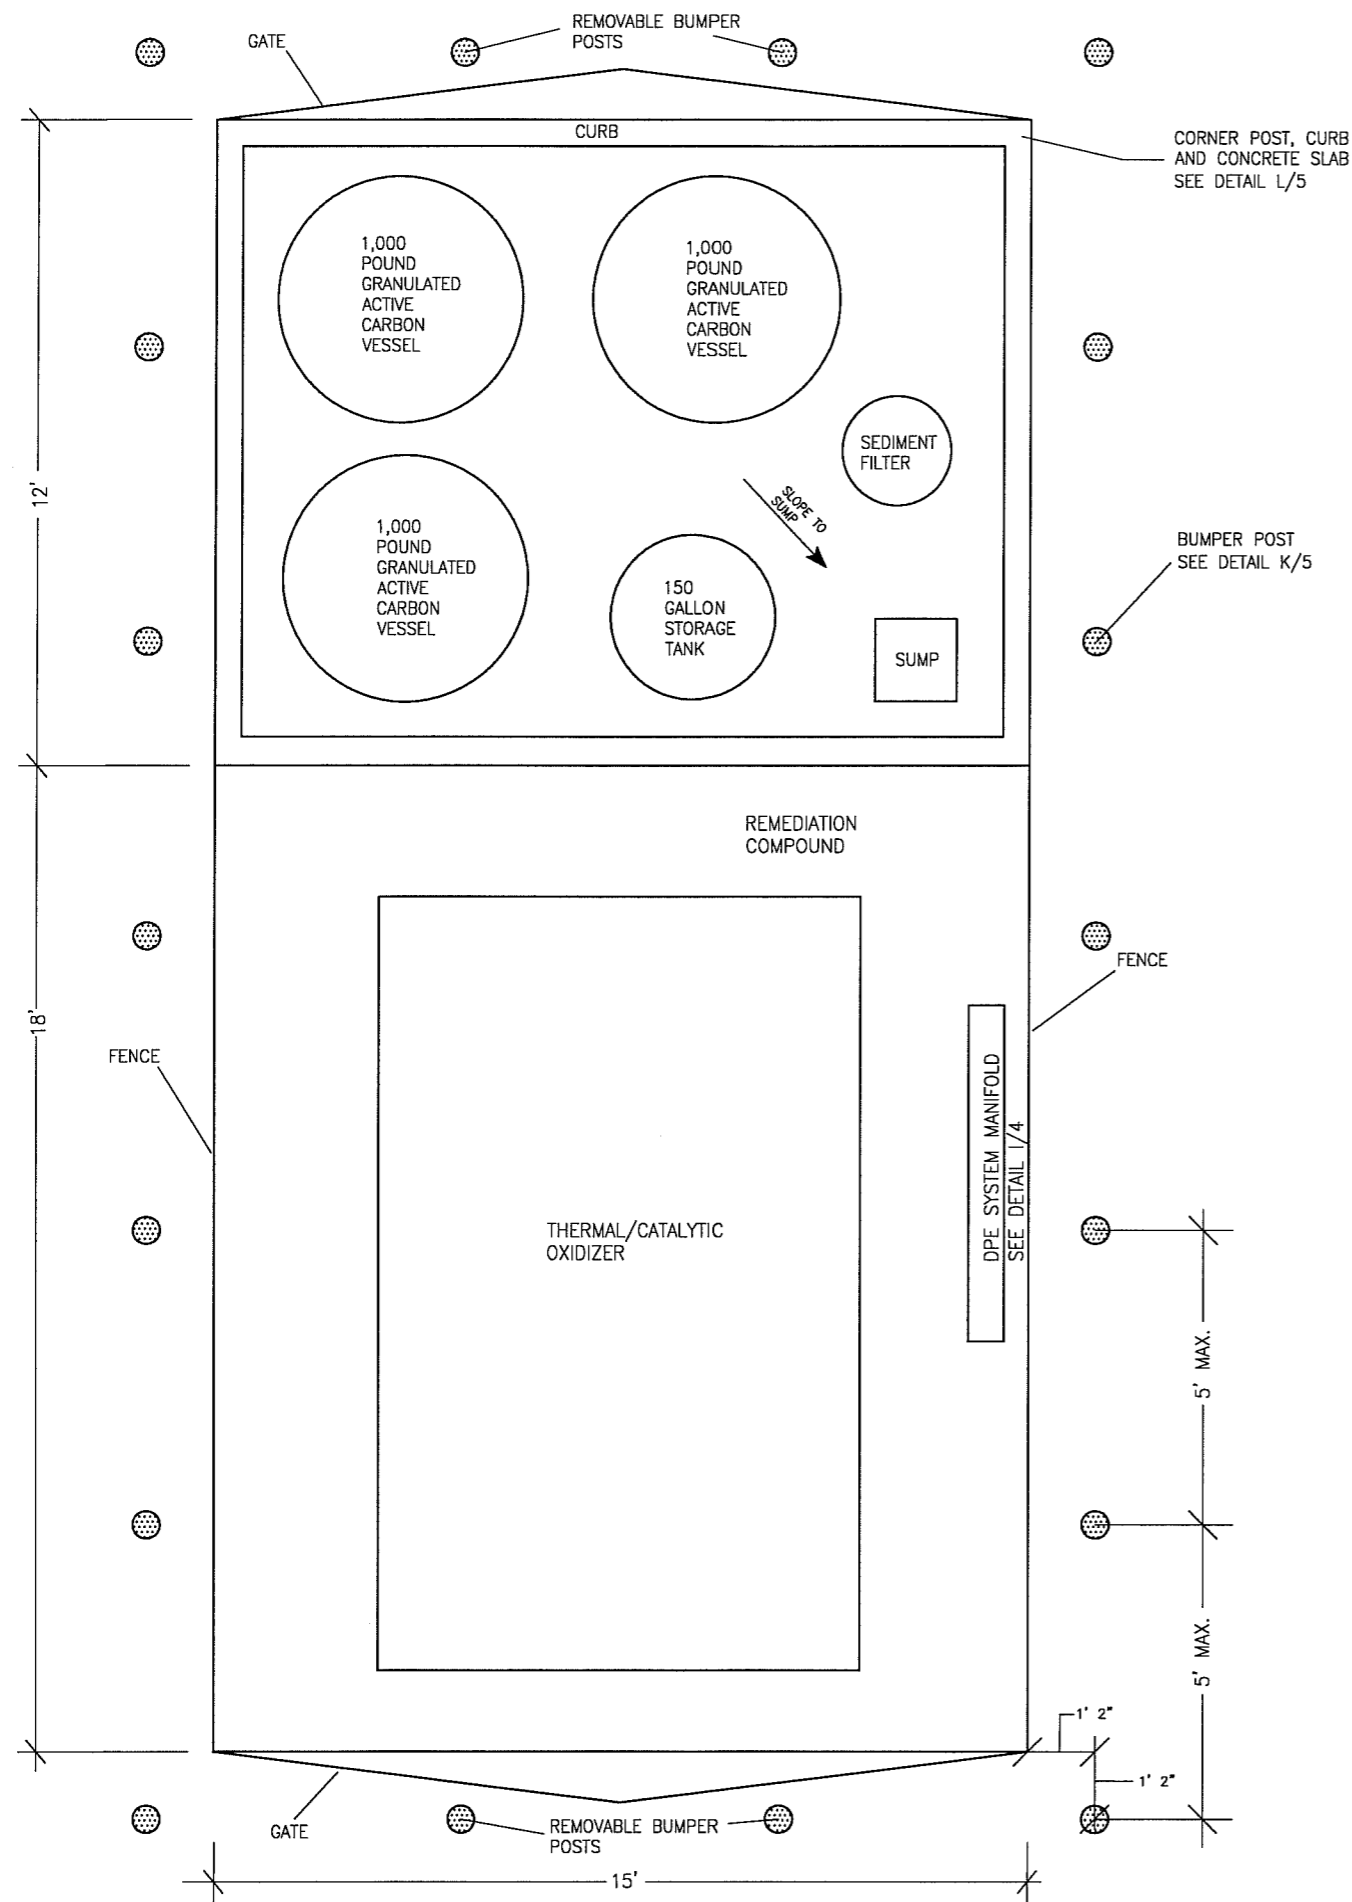 REMOVABLE BUMPER
POSTS
GATE
CURB
CORNER POST, CURB
AND CONCRETE SLAB
SEE DETAIL L/5
1,000
POUND
GRANULATED
ACTIVE
CARBON
VESSEL
1,000
POUND
GRANULATED
ACTIVE
CARBON
VESSEL
SEDIMENT
FILTER
12'
SLOPE TO
SUMP
1,000
POUND
GRANULATED
ACTIVE
CARBON
VESSEL
BUMPER POST
SEE DETAIL K/5
150
GALLON
STORAGE
TANK
SUMP
REMEDIATION
COMPOUND
FENCE
18'
FENCE
DPE SYSTEM MANIFOLD
SEE DETAIL I/4
THERMAL/CATALYTIC
OXIDIZER
5' MAX.
5' MAX.
1' 2"
1' 2"
GATE
REMOVABLE BUMPER
POSTS
15'